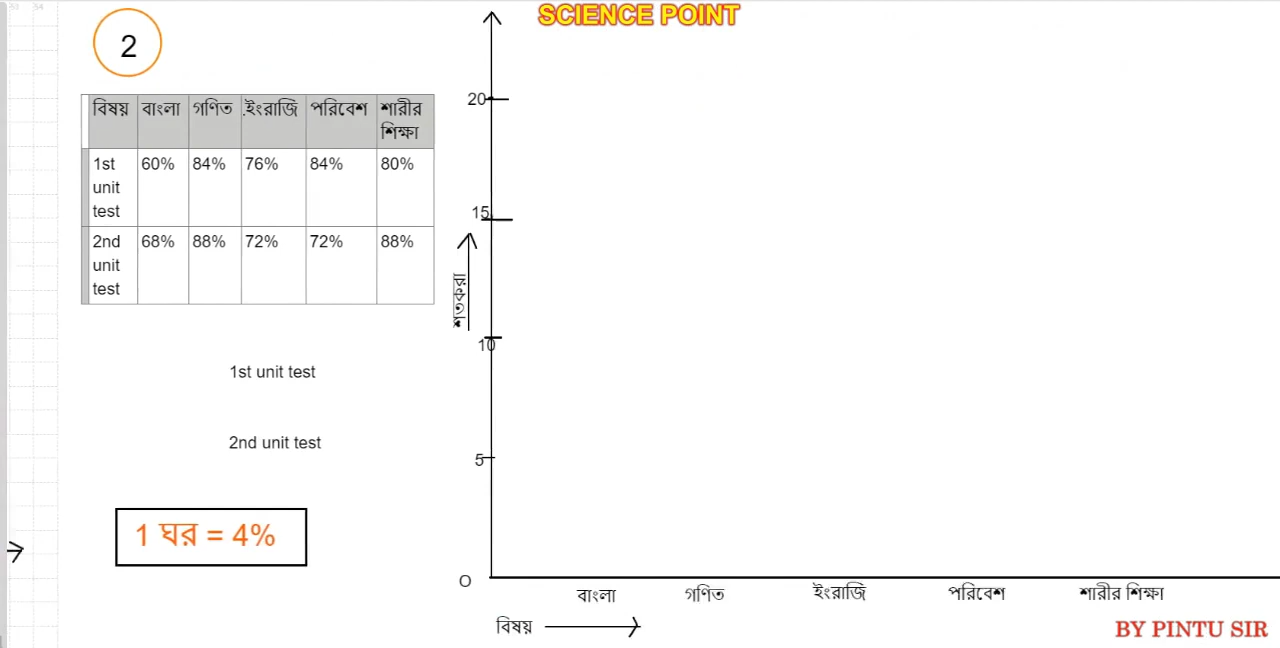 SCIENCE POINT
2
বিষয় বাংলা গণিত ইংরাজি পরিবেশ শারীর শিক্ষা
1st unit test 60% 84% 76% 84% 80%
2nd unit test 68% 88% 72% 72% 88%
1st unit test
2nd unit test
1 ঘর = 4%
20
15
শতকরা
10
5
O
বাংলা গণিত ইংরাজি পরিবেশ শারীর শিক্ষা
বিষয়
BY PINTU SIR